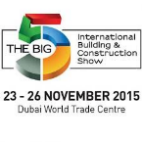 THE BIG
5
International
Building &
Construction
Show
23 - 26 NOVEMBER 2015
Dubai World Trade Centre